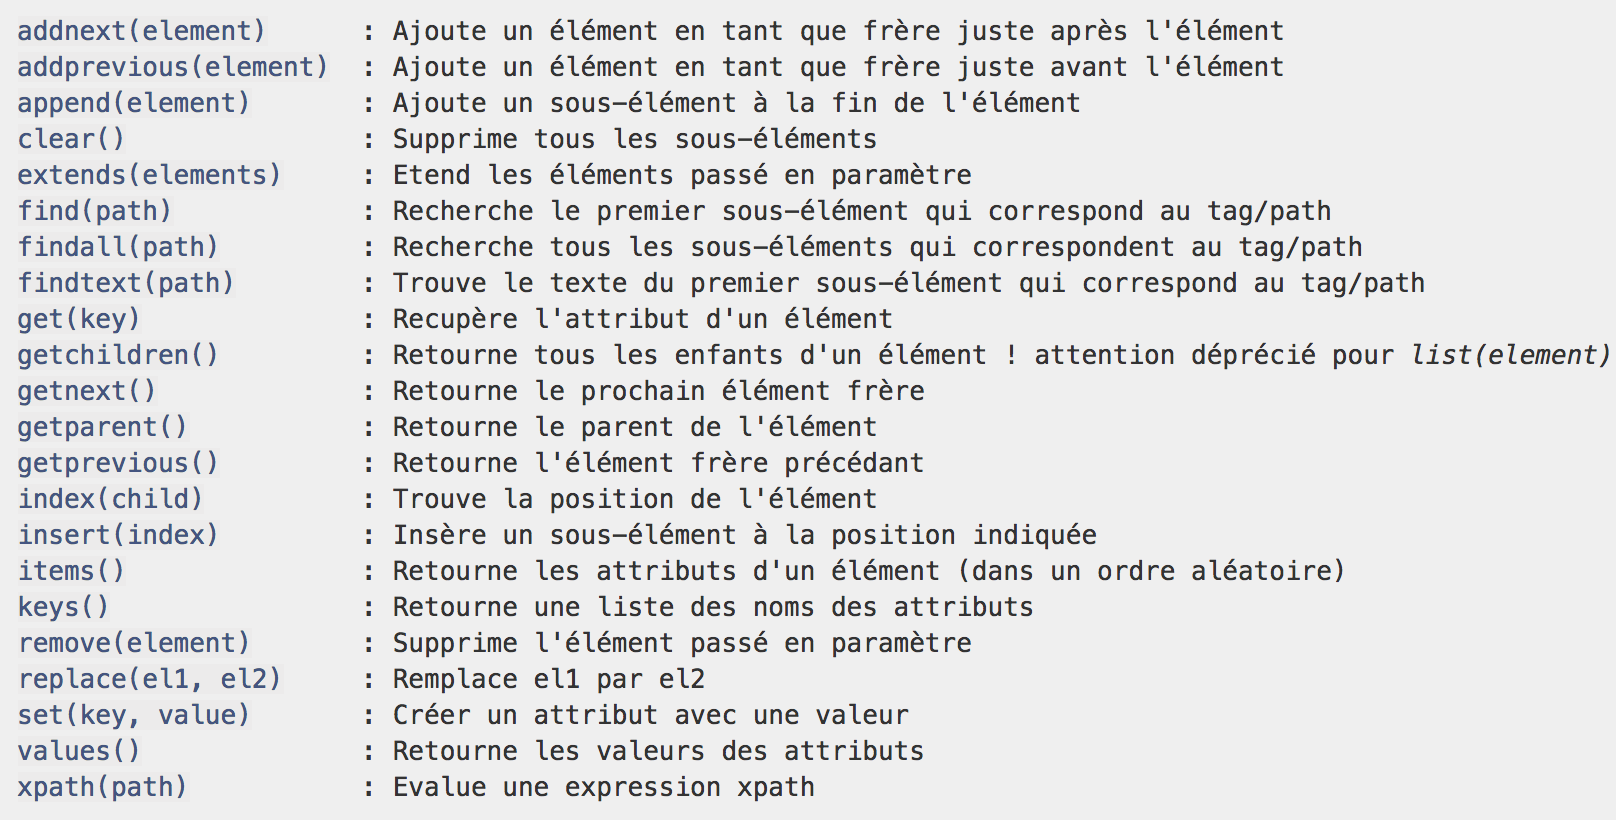 addnext(element) : Ajoute un élément en tant que frère juste après l'élément
addprevious(element) : Ajoute un élément en tant que frère juste avant l'élément
append(element) : Ajoute un sous-élément à la fin de l'élément
clear() : Supprime tous les sous-éléments
extends(elements) : Etend les éléments passé en paramètre
find(path) : Recherche le premier sous-élément qui correspond au tag/path
findall(path) : Recherche tous les sous-éléments qui correspondent au tag/path
findtext(path) : Trouve le texte du premier sous-élément qui correspond au tag/path
get(key) : Recupère l'attribut d'un élément
getchildren() : Retourne tous les enfants d'un élément ! attention déprécié pour list(element)
getnext() : Retourne le prochain élément frère
getparent() : Retourne le parent de l'élément
getprevious() : Retourne l'élément frère précédant
index(child) : Trouve la position de l'élément
insert(index) : Insère un sous-élément à la position indiquée
items() : Retourne les attributs d'un élément (dans un ordre aléatoire)
keys() : Retourne une liste des noms des attributs
remove(element) : Supprime l'élément passé en paramètre
replace(el1, el2) : Remplace el1 par el2
set(key, value) : Créer un attribut avec une valeur
values() : Retourne les valeurs des attributs
xpath(path) : Evalue une expression xpath